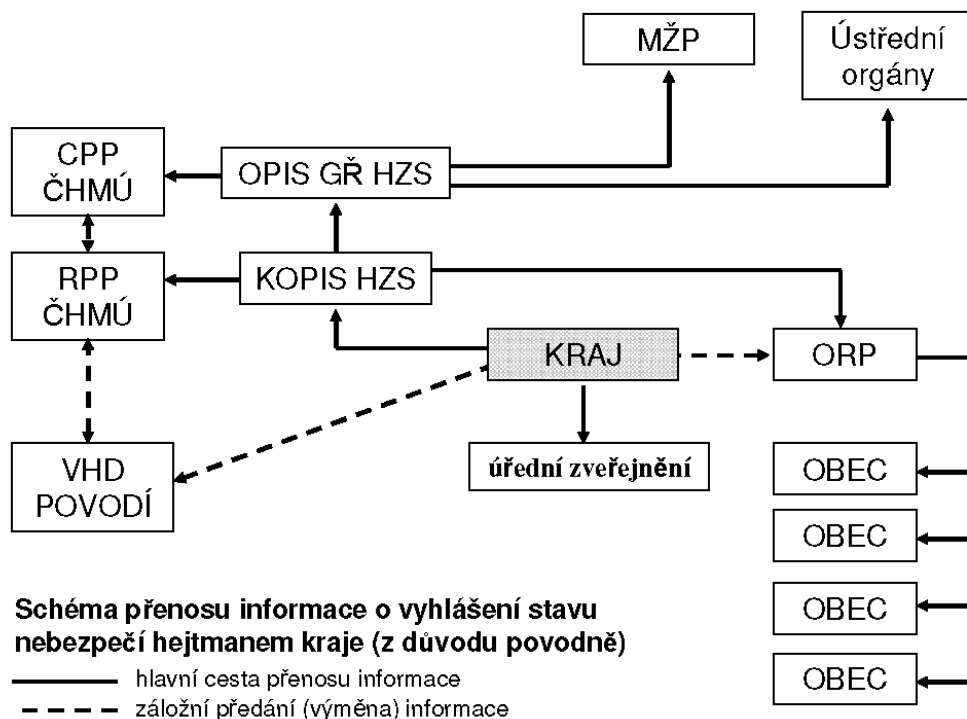 MŽP
Ústřední
orgány
CPP
ČHMÚ
OPIS GŘ HZS
RPP
ČHMÚ
KOPIS HZS
KRAJ
ORP
VHD
POVODÍ
úřední zveřejnění
OBEC
OBEC
OBEC
OBEC
Schéma přenosu informace o vyhlášení stavu
nebezpečí hejtmanem kraje (z důvodu povodně)
hlavní cesta přenosu informace
záložní předání (výměna) informace